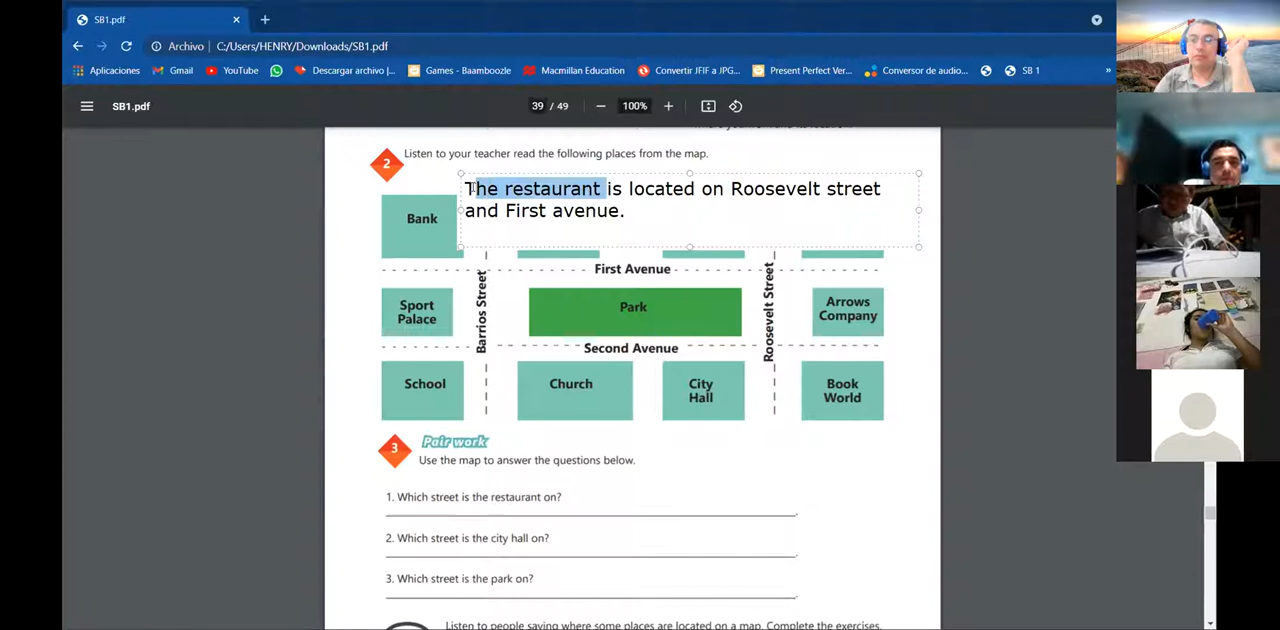 SB1.pdf
Archivo
C:/Users/HENRY/Downloads/SB1.pdf
Aplicaciones
Gmail
YouTube
Descargar archivo |...
Games - Baamboozle
Macmillan Education
Convertir JFIF a JPG...
Present Perfect Ver...
Conversor de audio...
SB 1
»
SB1.pdf
39 / 49
100%
2
Listen to your teacher read the following places from the map.
The restaurant is located on Roosevelt street
and First avenue.
Bank
First Avenue
Barrios Street
Roosevelt Street
Sport
Palace
Park
Arrows
Company
Second Avenue
School
Church
City
Hall
Book
World
3
Pair work
Use the map to answer the questions below.
1. Which street is the restaurant on?
2. Which street is the city hall on?
3. Which street is the park on?
Listen to people saying where some places are located on a map. Complete the exercises.